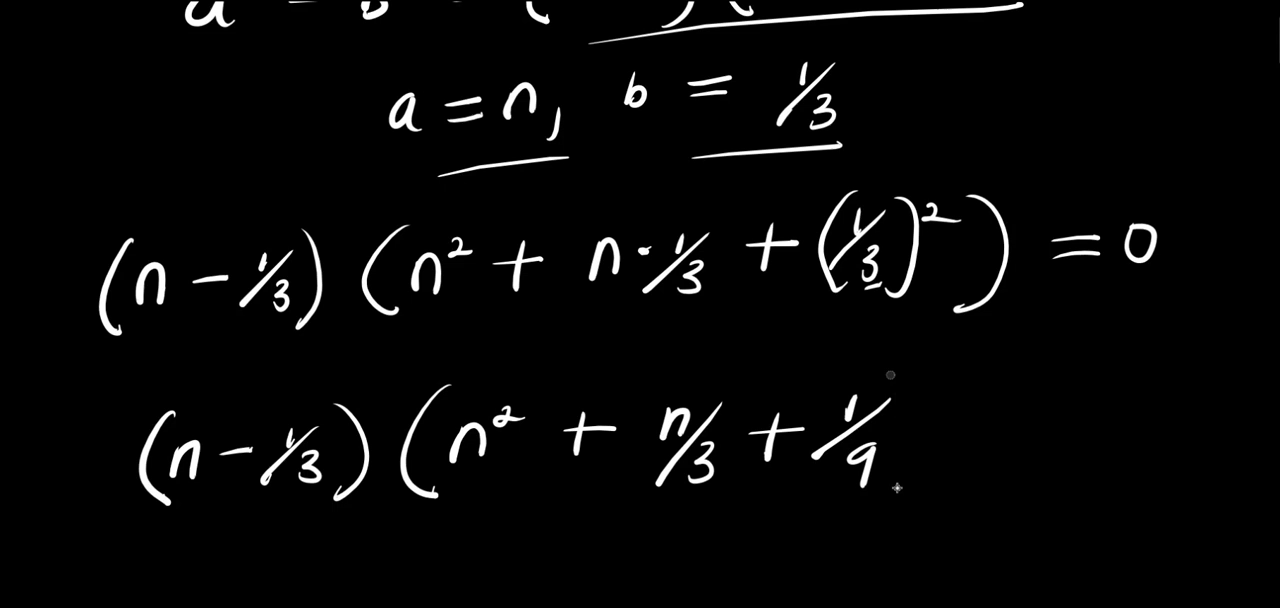 a - b = ( ) (
a = n, b = 1/3
(n - 1/3) (n² + n · 1/3 + (1/3)²) = 0
(n - 1/3) (n² + n/3 + 1/9